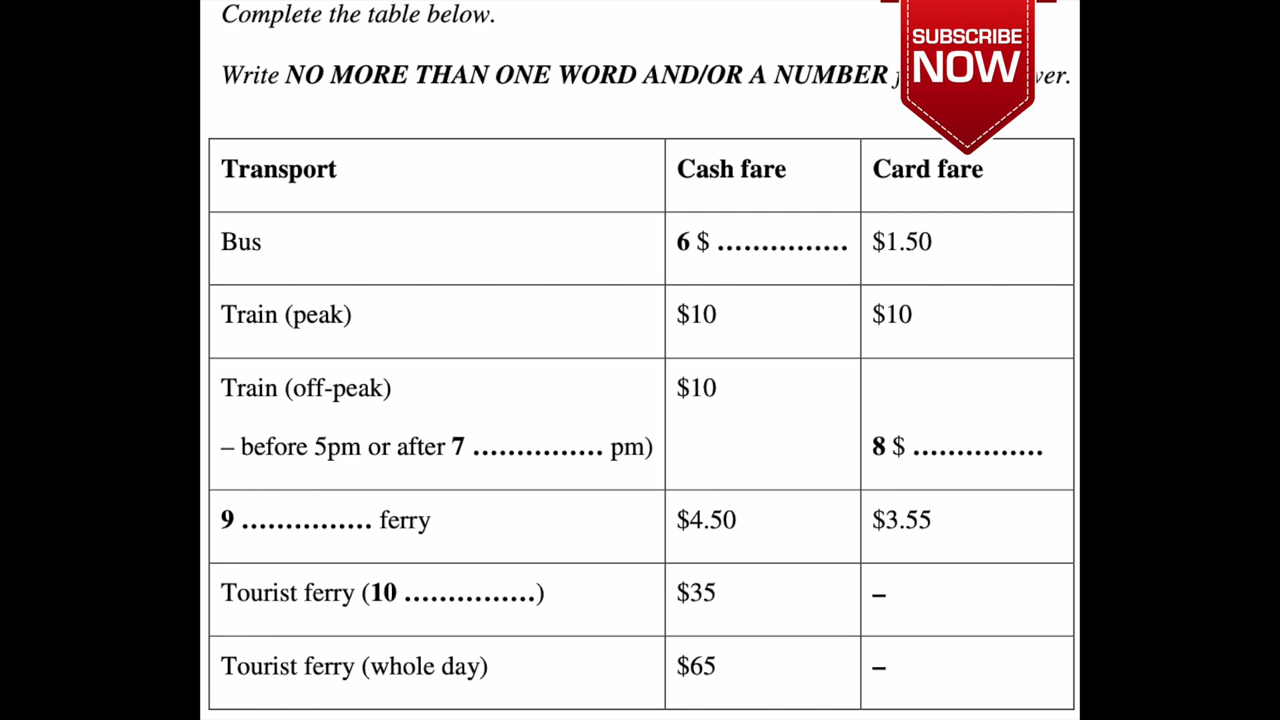 Complete the table below.
SUBSCRIBE
NOW
Write NO MORE THAN ONE WORD AND/OR A NUMBER
Transport Cash fare Card fare
Bus 6 $ ............... $1.50
Train (peak) $10 $10
Train (off-peak) $10
– before 5pm or after 7 ............... pm) 8 $ ...............
9 ............... ferry $4.50 $3.55
Tourist ferry (10 ...............) $35 –
Tourist ferry (whole day) $65 –